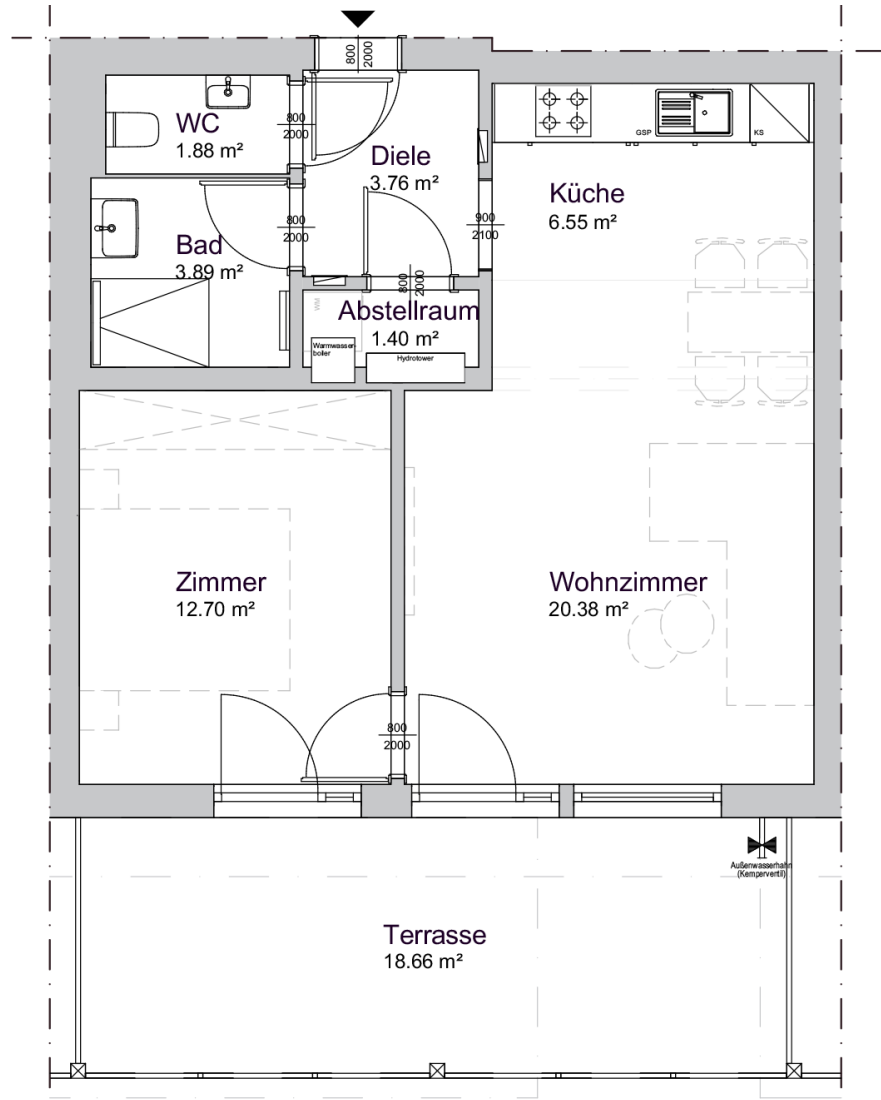 800
2000
WC
1.88 m²
800
2000
Diele
3.76 m²
GSP
KS
Küche
6.55 m²
Bad
3.89 m²
800
2000
900
2100
800
2000
WM
Abstellraum
1.40 m²
Warmwasser-
boiler
Hydrotower
Zimmer
12.70 m²
Wohnzimmer
20.38 m²
800
2000
Außenwasserhahn
(Kemperventil)
Terrasse
18.66 m²